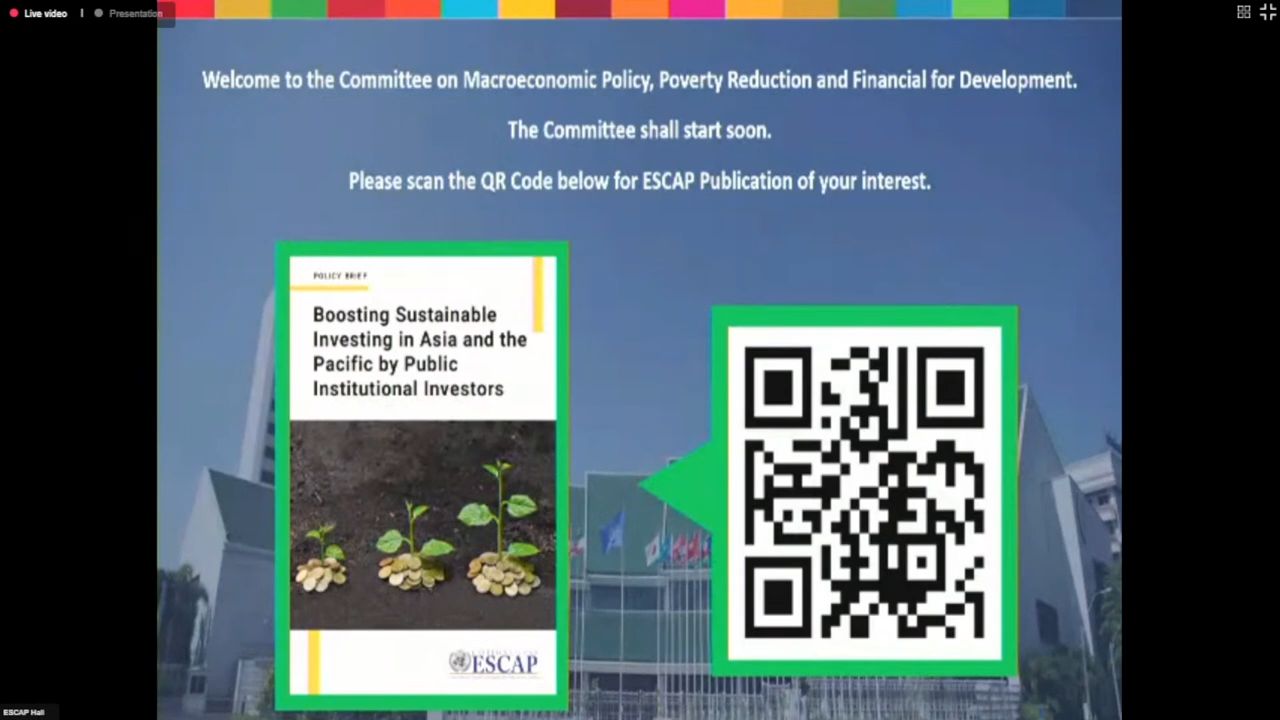 Live video
Presentation
Welcome to the Committee on Macroeconomic Policy, Poverty Reduction and Financial for Development.
The Committee shall start soon.
Please scan the QR Code below for ESCAP Publication of your interest.
POLICY BRIEF
Boosting Sustainable
Investing in Asia and the
Pacific by Public
Institutional Investors
ESCAP
ESCAP Hall